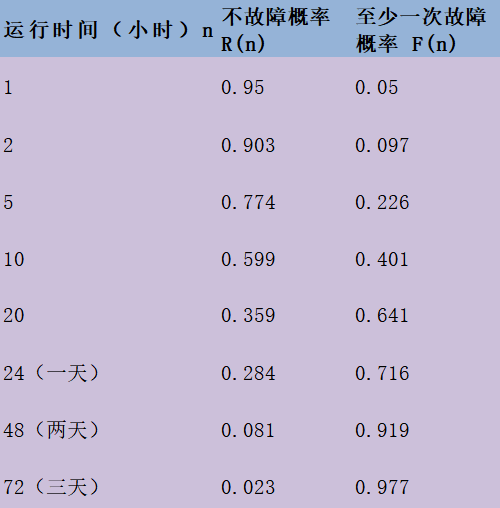 运行时间（小时）n 不故障概率 R(n) 至少一次故障概率 F(n)
1 0.95 0.05
2 0.903 0.097
5 0.774 0.226
10 0.599 0.401
20 0.359 0.641
24（一天） 0.284 0.716
48（两天） 0.081 0.919
72（三天） 0.023 0.977